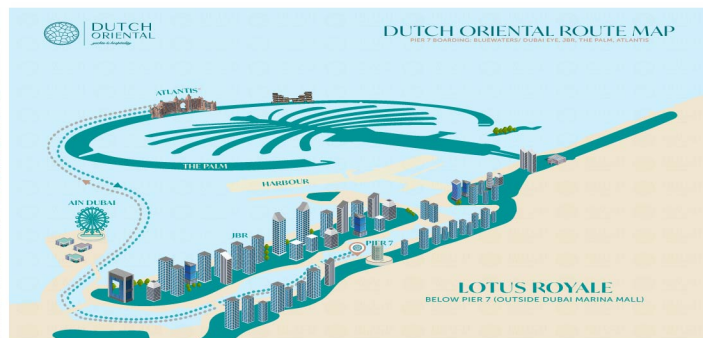 DUTCH
ORIENTAL
DUTCH ORIENTAL ROUTE MAP
PIER 7 BOARDING, BLUEWATERS/ DUBAI EYE, JBR, THE PALM, ATLANTIS
ATLANTIS
THE PALM
HARBOUR
AIN DUBAI
JBR
PIER 7
LOTUS ROYALE
BELOW PIER 7 (OUTSIDE DUBAI MARINA MALL)